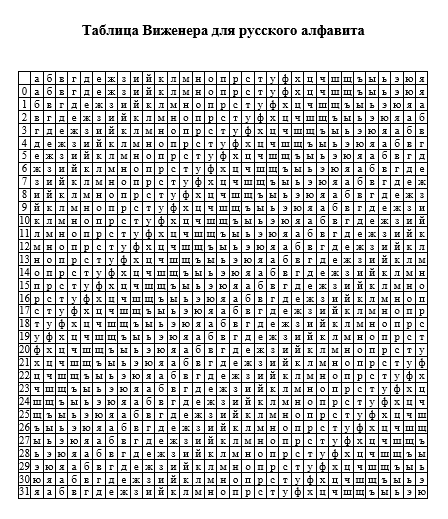 Таблица Виженера для русского алфавита
а б в г д е ж з и й к л м н о п р с т у ф х ц ч ш щ ъ ы ь э ю я
0 а б в г д е ж з и й к л м н о п р с т у ф х ц ч ш щ ъ ы ь э ю я
1 б в г д е ж з и й к л м н о п р с т у ф х ц ч ш щ ъ ы ь э ю я а
2 в г д е ж з и й к л м н о п р с т у ф х ц ч ш щ ъ ы ь э ю я а б
3 г д е ж з и й к л м н о п р с т у ф х ц ч ш щ ъ ы ь э ю я а б в
4 д е ж з и й к л м н о п р с т у ф х ц ч ш щ ъ ы ь э ю я а б в г
5 е ж з и й к л м н о п р с т у ф х ц ч ш щ ъ ы ь э ю я а б в г д
6 ж з и й к л м н о п р с т у ф х ц ч ш щ ъ ы ь э ю я а б в г д е
7 з и й к л м н о п р с т у ф х ц ч ш щ ъ ы ь э ю я а б в г д е ж
8 и й к л м н о п р с т у ф х ц ч ш щ ъ ы ь э ю я а б в г д е ж з
9 й к л м н о п р с т у ф х ц ч ш щ ъ ы ь э ю я а б в г д е ж з и
10 к л м н о п р с т у ф х ц ч ш щ ъ ы ь э ю я а б в г д е ж з и й
11 л м н о п р с т у ф х ц ч ш щ ъ ы ь э ю я а б в г д е ж з и й к
12 м н о п р с т у ф х ц ч ш щ ъ ы ь э ю я а б в г д е ж з и й к л
13 н о п р с т у ф х ц ч ш щ ъ ы ь э ю я а б в г д е ж з и й к л м
14 о п р с т у ф х ц ч ш щ ъ ы ь э ю я а б в г д е ж з и й к л м н
15 п р с т у ф х ц ч ш щ ъ ы ь э ю я а б в г д е ж з и й к л м н о
16 р с т у ф х ц ч ш щ ъ ы ь э ю я а б в г д е ж з и й к л м н о п
17 с т у ф х ц ч ш щ ъ ы ь э ю я а б в г д е ж з и й к л м н о п р
18 т у ф х ц ч ш щ ъ ы ь э ю я а б в г д е ж з и й к л м н о п р с
19 у ф х ц ч ш щ ъ ы ь э ю я а б в г д е ж з и й к л м н о п р с т
20 ф х ц ч ш щ ъ ы ь э ю я а б в г д е ж з и й к л м н о п р с т у
21 х ц ч ш щ ъ ы ь э ю я а б в г д е ж з и й к л м н о п р с т у ф
22 ц ч ш щ ъ ы ь э ю я а б в г д е ж з и й к л м н о п р с т у ф х
23 ч ш щ ъ ы ь э ю я а б в г д е ж з и й к л м н о п р с т у ф х ц
24 ш щ ъ ы ь э ю я а б в г д е ж з и й к л м н о п р с т у ф х ц ч
25 щ ъ ы ь э ю я а б в г д е ж з и й к л м н о п р с т у ф х ц ч ш
26 ъ ы ь э ю я а б в г д е ж з и й к л м н о п р с т у ф х ц ч ш щ
27 ы ь э ю я а б в г д е ж з и й к л м н о п р с т у ф х ц ч ш щ ъ
28 ь э ю я а б в г д е ж з и й к л м н о п р с т у ф х ц ч ш щ ъ ы
29 э ю я а б в г д е ж з и й к л м н о п р с т у ф х ц ч ш щ ъ ы ь
30 ю я а б в г д е ж з и й к л м н о п р с т у ф х ц ч ш щ ъ ы ь э
31 я а б в г д е ж з и й к л м н о п р с т у ф х ц ч ш щ ъ ы ь э ю